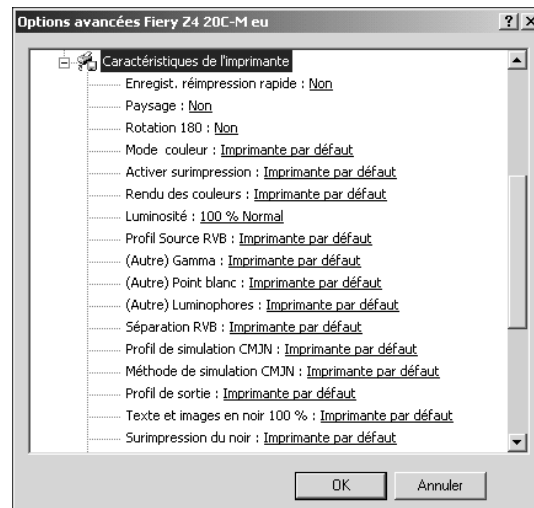 Options avancées Fiery Z4 20C-M eu
Caractéristiques de l'imprimante
Enregist. réimpression rapide : Non
Paysage : Non
Rotation 180 : Non
Mode couleur : Imprimante par défaut
Activer surimpression : Imprimante par défaut
Rendu des couleurs : Imprimante par défaut
Luminosité : 100 % Normal
Profil Source RVB : Imprimante par défaut
(Autre) Gamma : Imprimante par défaut
(Autre) Point blanc : Imprimante par défaut
(Autre) Luminophores : Imprimante par défaut
Séparation RVB : Imprimante par défaut
Profil de simulation CMJN : Imprimante par défaut
Méthode de simulation CMJN : Imprimante par défaut
Profil de sortie : Imprimante par défaut
Texte et images en noir 100 % : Imprimante par défaut
Surimpression du noir : Imprimante par défaut
OK Annuler